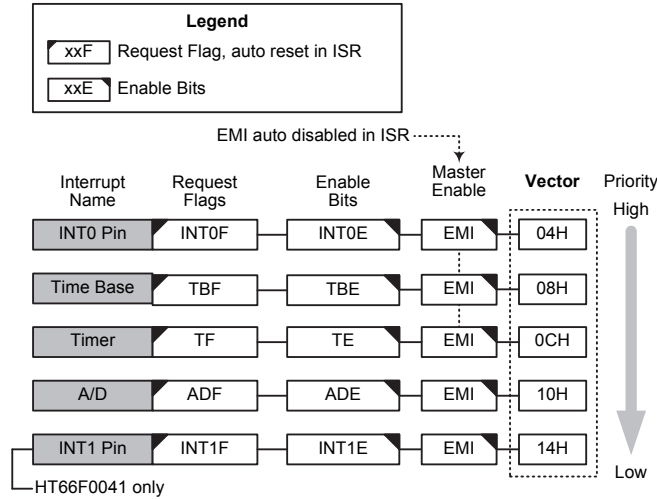 Legend
xxF Request Flag, auto reset in ISR
xxE Enable Bits
EMI auto disabled in ISR
Interrupt Name Request Flags Enable Bits Master Enable Vector Priority
High
INT0 Pin INT0F INT0E EMI 04H
Time Base TBF TBE EMI 08H
Timer TF TE EMI 0CH
A/D ADF ADE EMI 10H
INT1 Pin INT1F INT1E EMI 14H
Low
HT66F0041 only